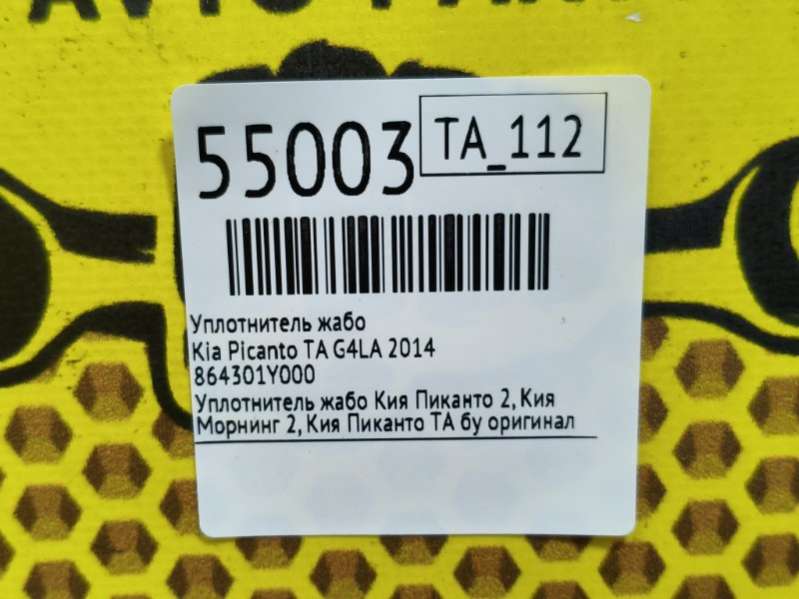 55003
TA_112
Уплотнитель жабо
Kia Picanto TA G4LA 2014
864301Y000
Уплотнитель жабо Кия Пиканто 2, Кия
Морнинг 2, Кия Пиканто ТА бу оригинал